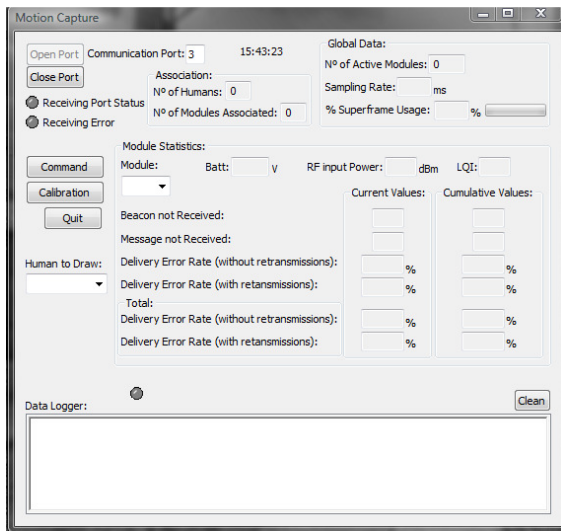 Motion Capture
Open Port Communication Port: 3 15:43:23
Close Port
Receiving Port Status
Receiving Error
Association:
Nº of Humans: 0
Nº of Modules Associated: 0
Global Data:
Nº of Active Modules: 0
Sampling Rate: ms
% Superframe Usage: %
Command
Calibration
Quit
Human to Draw:
Module Statistics:
Module: Batt: V RF input Power: dBm LQI:
Current Values: Cumulative Values:
Beacon not Received:
Message not Received:
Delivery Error Rate (without retransmissions): % %
Delivery Error Rate (with retansmissions): % %
Total:
Delivery Error Rate (without retransmissions): % %
Delivery Error Rate (with retansmissions): % %
Data Logger: Clean